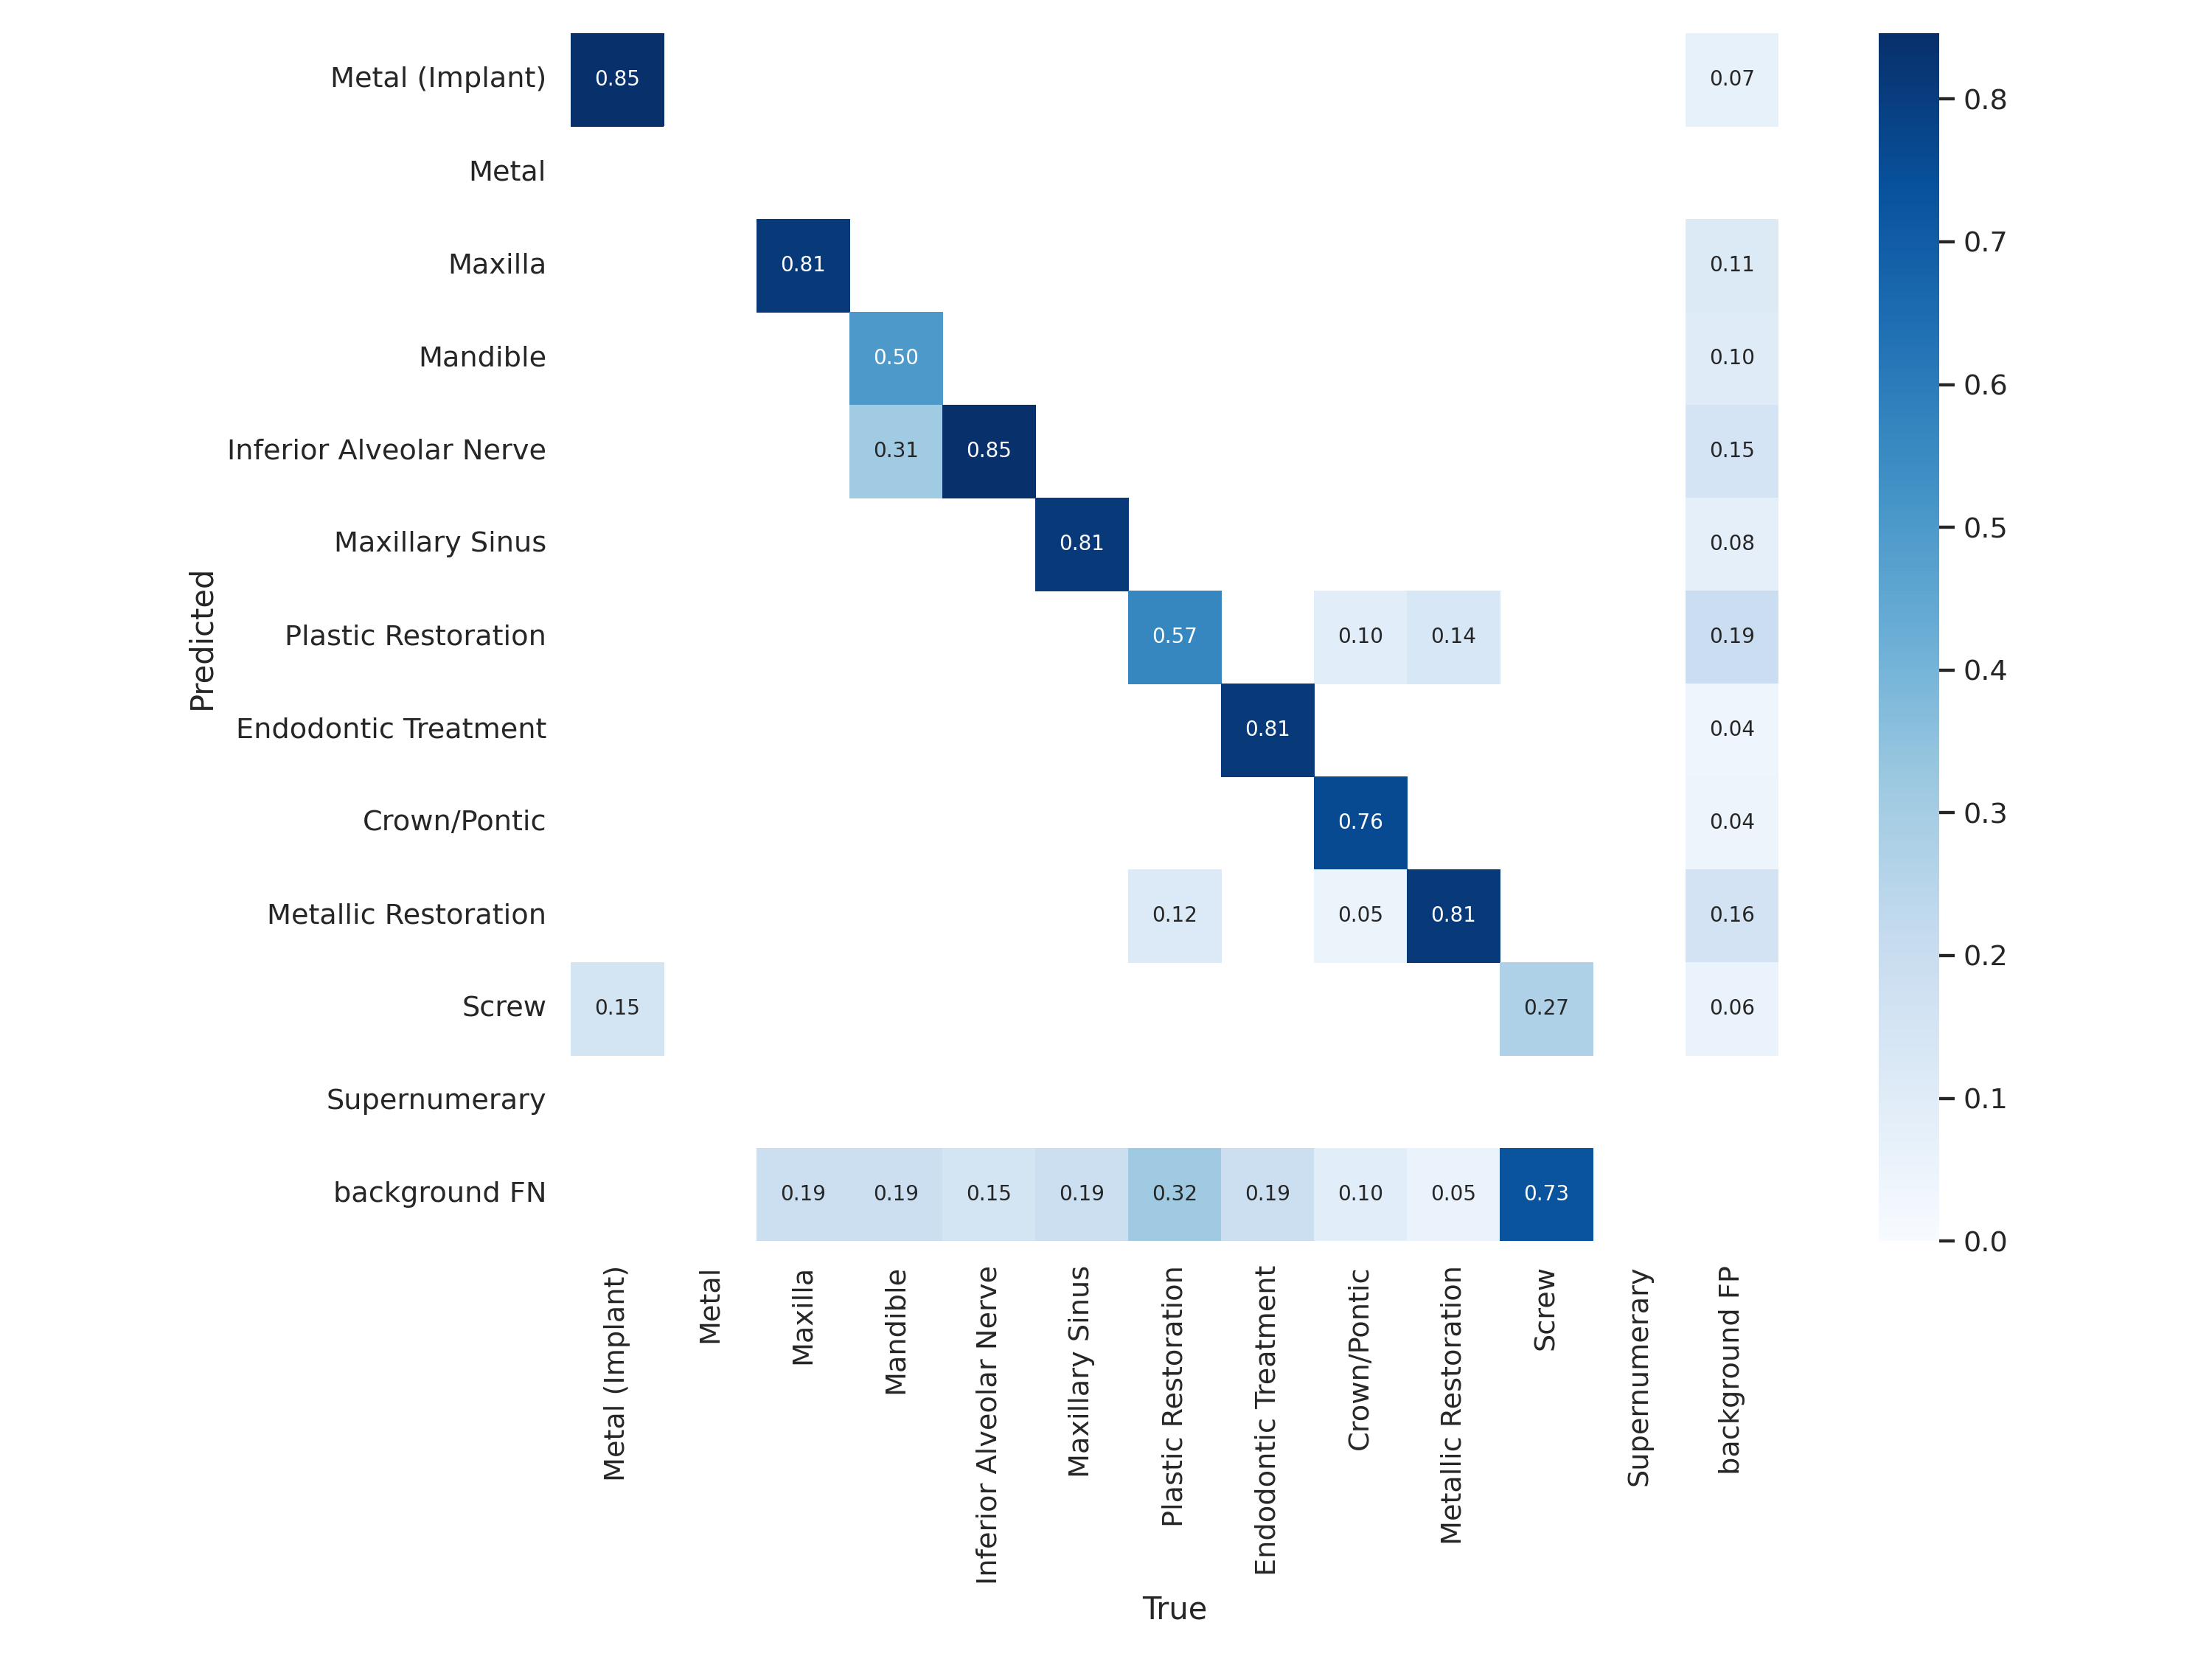 Metal (Implant) 0.85 0.07
Metal
Maxilla 0.81 0.11
Mandible 0.50 0.10
Inferior Alveolar Nerve 0.31 0.85 0.15
Maxillary Sinus 0.81 0.08
Plastic Restoration 0.57 0.10 0.14 0.19
Endodontic Treatment 0.81 0.04
Crown/Pontic 0.76 0.04
Metallic Restoration 0.12 0.05 0.81 0.16
Screw 0.15 0.27 0.06
Supernumerary
background FN 0.19 0.19 0.15 0.19 0.32 0.19 0.10 0.05 0.73
Predicted
Metal (Implant)
Metal
Maxilla
Mandible
Inferior Alveolar Nerve
Maxillary Sinus
Plastic Restoration
Endodontic Treatment
Crown/Pontic
Metallic Restoration
Screw
Supernumerary
background FP
True
0.8
0.7
0.6
0.5
0.4
0.3
0.2
0.1
0.0